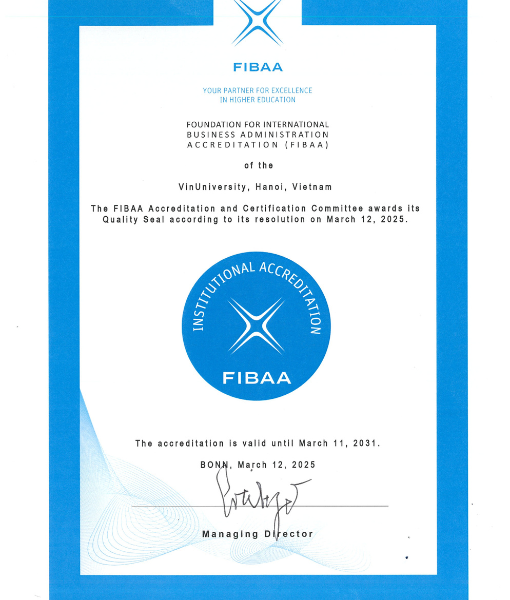 FIBAA
YOUR PARTNER FOR EXCELLENCE
IN HIGHER EDUCATION
FOUNDATION FOR INTERNATIONAL
BUSINESS ADMINISTRATION
ACCREDITATION (FIBAA)
of the
VinUniversity, Hanoi, Vietnam
The FIBAA Accreditation and Certification Committee awards its
Quality Seal according to its resolution on March 12, 2025.
INSTITUTIONAL ACCREDITATION
FIBAA
The accreditation is valid until March 11, 2031.
BONN, March 12, 2025
Managing Director